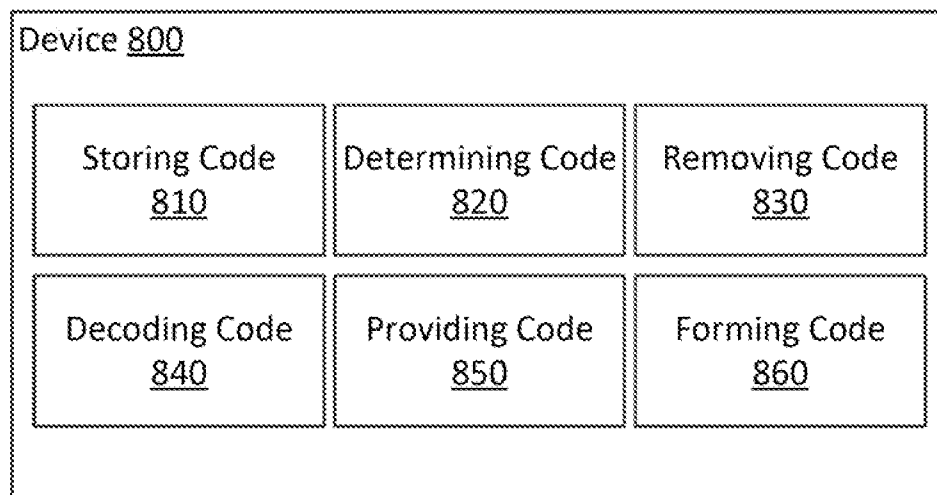 Device 800
Storing Code
810
Determining Code
820
Removing Code
830
Decoding Code
840
Providing Code
850
Forming Code
860